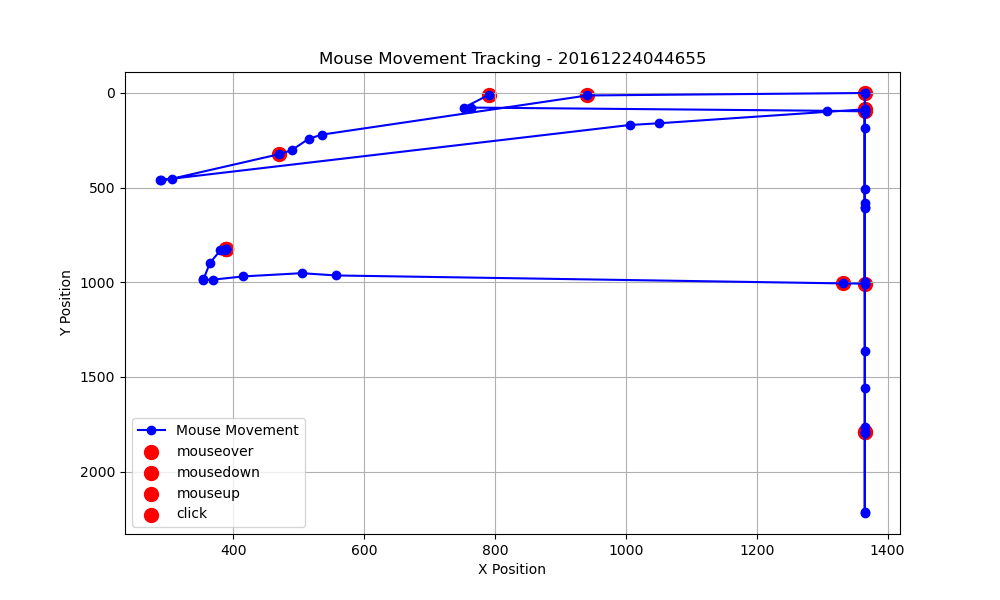 Mouse Movement Tracking - 20161224044655
0
500
1000
1500
2000
Y Position
Mouse Movement
mouseover
mousedown
mouseup
click
400
600
800
1000
1200
1400
X Position